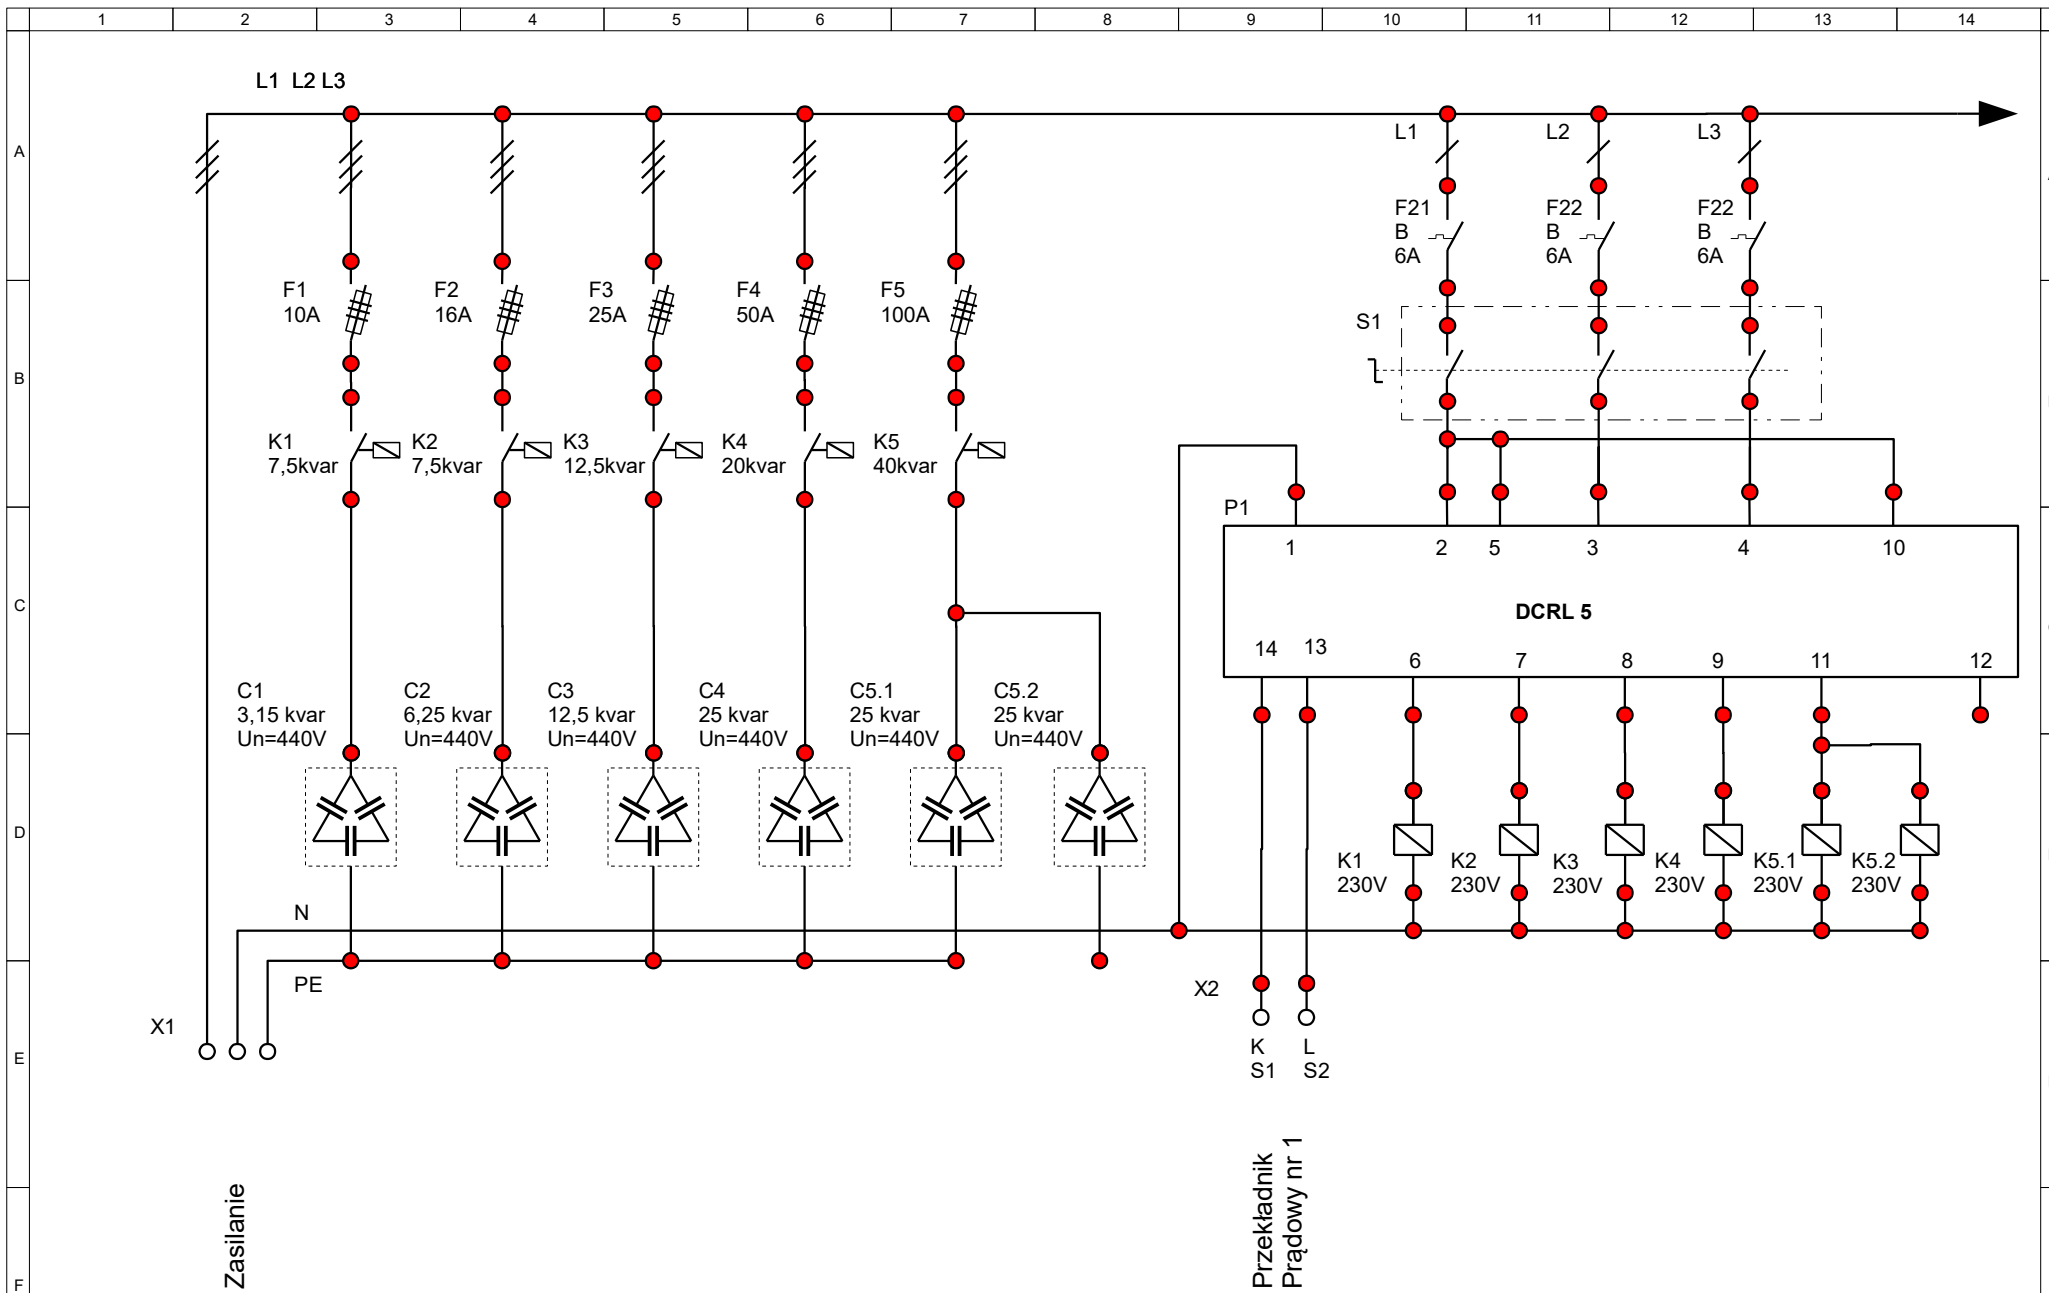 1 2 3 4 5 6 7 8 9 10 11 12 13 14
L1 L2 L3
A
L1 L2 L3
F21
B
6A
F22
B
6A
F22
B
6A
F1
10A
F2
16A
F3
25A
F4
50A
F5
100A
S1
B
K1
7,5kvar
K2
7,5kvar
K3
12,5kvar
K4
20kvar
K5
40kvar
P1
1 2 5 3 4 10
DCRL 5
C
14 13 6 7 8 9 11 12
C1
3,15 kvar
Un=440V
C2
6,25 kvar
Un=440V
C3
12,5 kvar
Un=440V
C4
25 kvar
Un=440V
C5.1
25 kvar
Un=440V
C5.2
25 kvar
Un=440V
D
K1
230V
K2
230V
K3
230V
K4
230V
K5.1
230V
K5.2
230V
N
PE
X1
X2
E
K
S1
L
S2
Zasilanie
Przekładnik
Prądowy nr 1
F